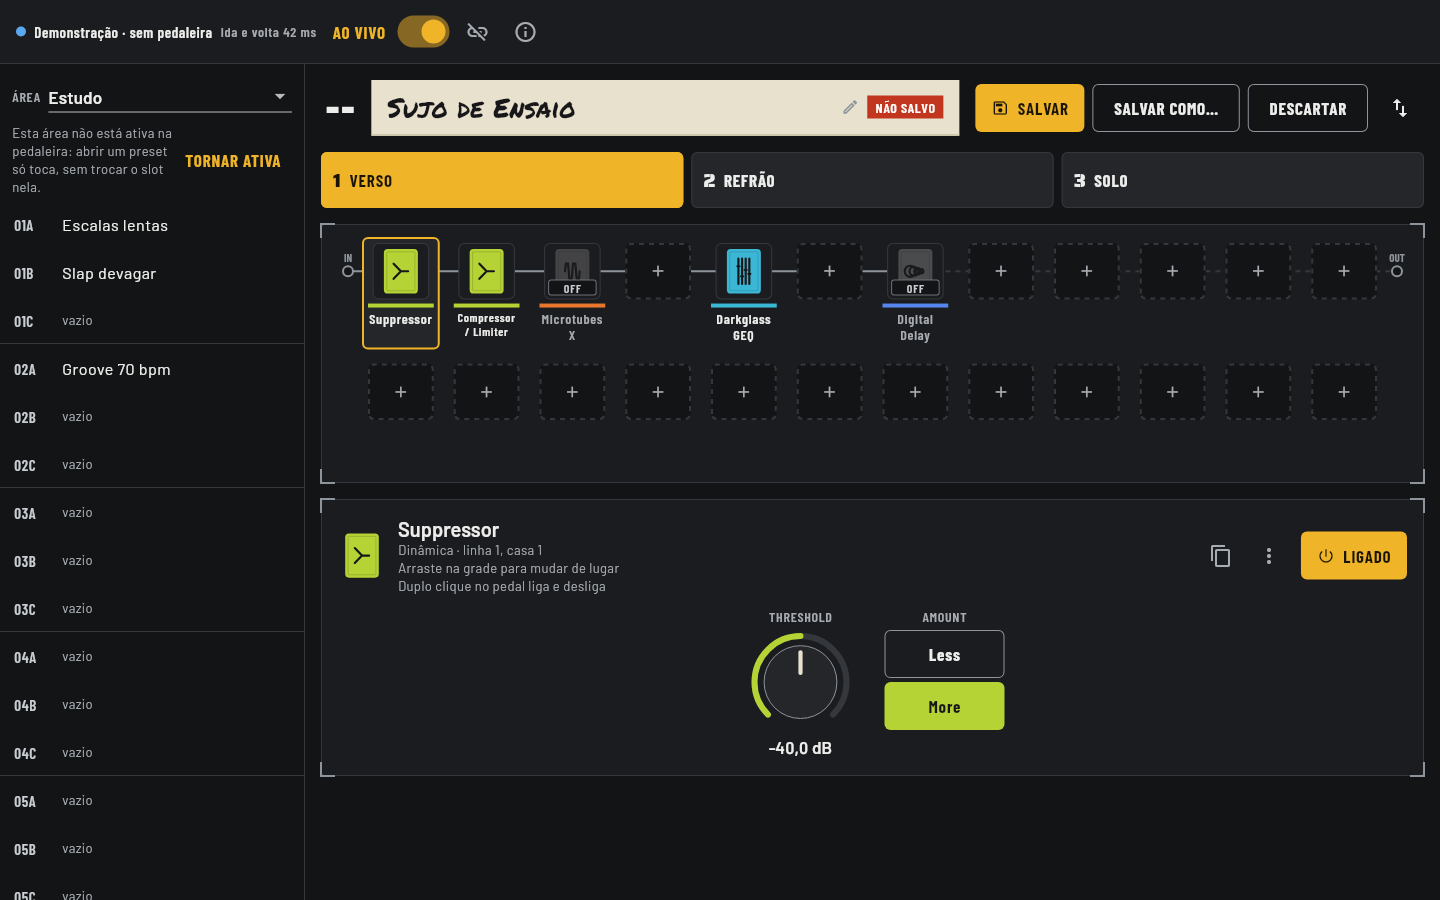 Demonstração · sem pedaleira Ida e volta 42 ms AO VIVO
ÁREA Estudo
Esta área não está ativa na
pedaleira: abrir um preset
só toca, sem trocar o slot
nela.
TORNAR ATIVA
01A Escalas lentas
01B Slap devagar
01C vazio
02A Groove 70 bpm
02B vazio
02C vazio
03A vazio
03B vazio
03C vazio
04A vazio
04B vazio
04C vazio
05A vazio
05B vazio
05C vazio
-- Sujo de Ensaio NÃO SALVO SALVAR SALVAR COMO... DESCARTAR
1 VERSO 2 REFRÃO 3 SOLO
IN
OUT
OFF
OFF
Suppressor
Compressor
/ Limiter
Microtubes
X
Darkglass
GEQ
Digital
Delay
Suppressor
Dinâmica · linha 1, casa 1
Arraste na grade para mudar de lugar
Duplo clique no pedal liga e desliga
LIGADO
THRESHOLD
-40,0 dB
AMOUNT
Less
More